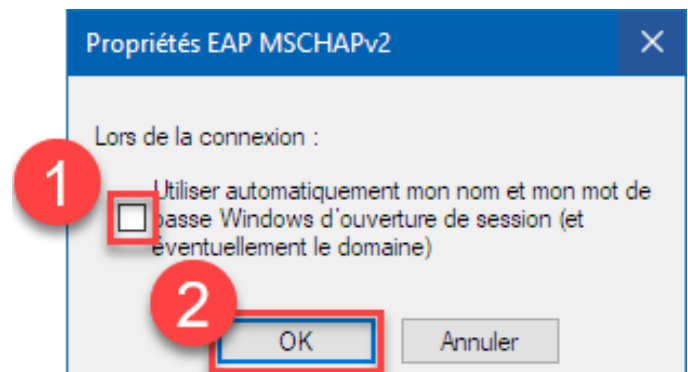 Propriétés EAP MSCHAPv2
Lors de la connexion :
1
Utiliser automatiquement mon nom et mon mot de
passe Windows d'ouverture de session (et
éventuellement le domaine)
2
OK Annuler